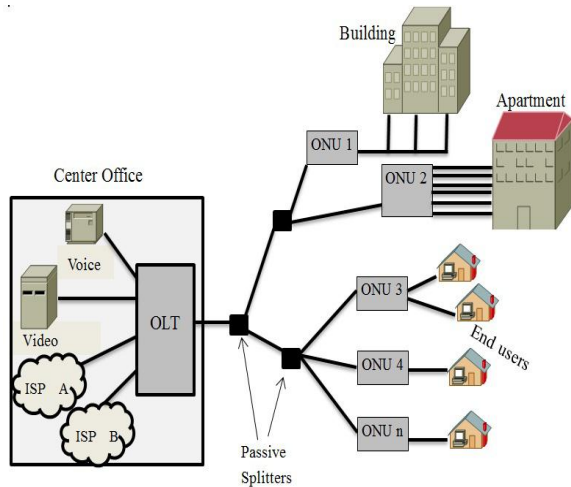 Building
Apartment
ONU 1
ONU 2
Center Office
Voice
Video
OLT
ISP A
ISP B
ONU 3
End users
ONU 4
ONU n
Passive
Splitters